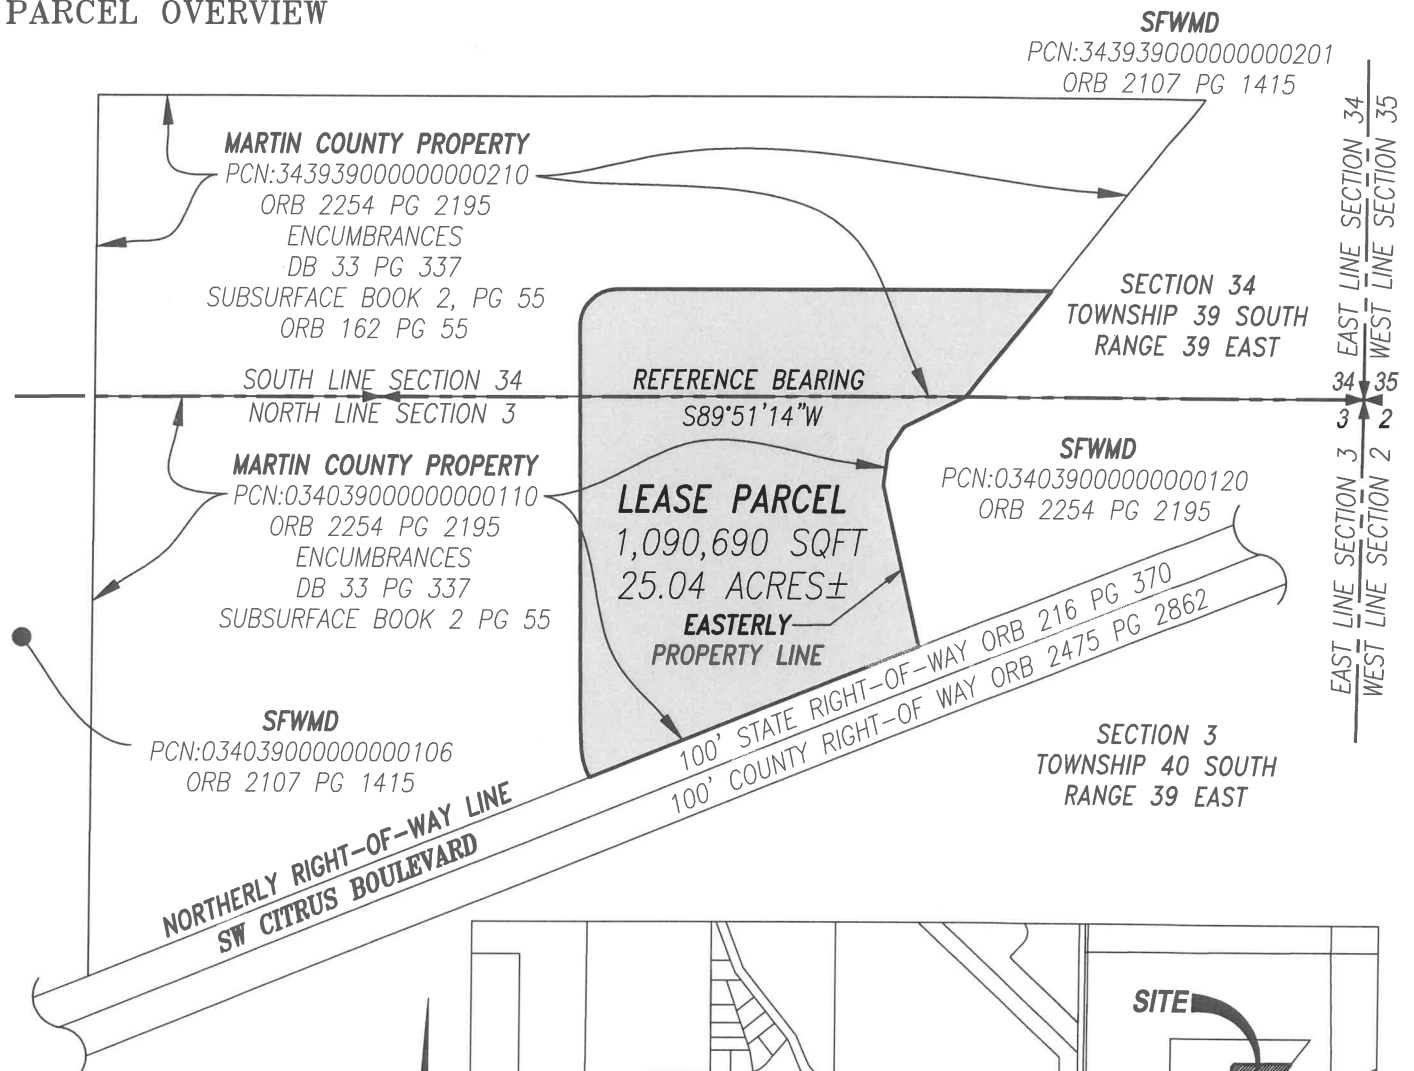 PARCEL OVERVIEW
SFWMD
PCN:343939000000000201
ORB 2107 PG 1415
MARTIN COUNTY PROPERTY
PCN:343939000000000210
ORB 2254 PG 2195
ENCUMBRANCES
DB 33 PG 337
SUBSURFACE BOOK 2, PG 55
ORB 162 PG 55
EAST LINE SECTION 34
WEST LINE SECTION 35
SECTION 34
TOWNSHIP 39 SOUTH
RANGE 39 EAST
SOUTH LINE SECTION 34
NORTH LINE SECTION 3
REFERENCE BEARING
S89°51'14"W
34 35
3 2
MARTIN COUNTY PROPERTY
PCN:034039000000000110
ORB 2254 PG 2195
ENCUMBRANCES
DB 33 PG 337
SUBSURFACE BOOK 2 PG 55
LEASE PARCEL
1,090,690 SQFT
25.04 ACRES±
EASTERLY
PROPERTY LINE
SFWMD
PCN:034039000000000120
ORB 2254 PG 2195
EAST LINE SECTION 3
WEST LINE SECTION 2
SFWMD
PCN:034039000000000106
ORB 2107 PG 1415
100' STATE RIGHT-OF-WAY ORB 216 PG 370
100' COUNTY RIGHT-OF WAY ORB 2475 PG 2862
SECTION 3
TOWNSHIP 40 SOUTH
RANGE 39 EAST
NORTHERLY RIGHT-OF-WAY LINE
SW CITRUS BOULEVARD
SITE